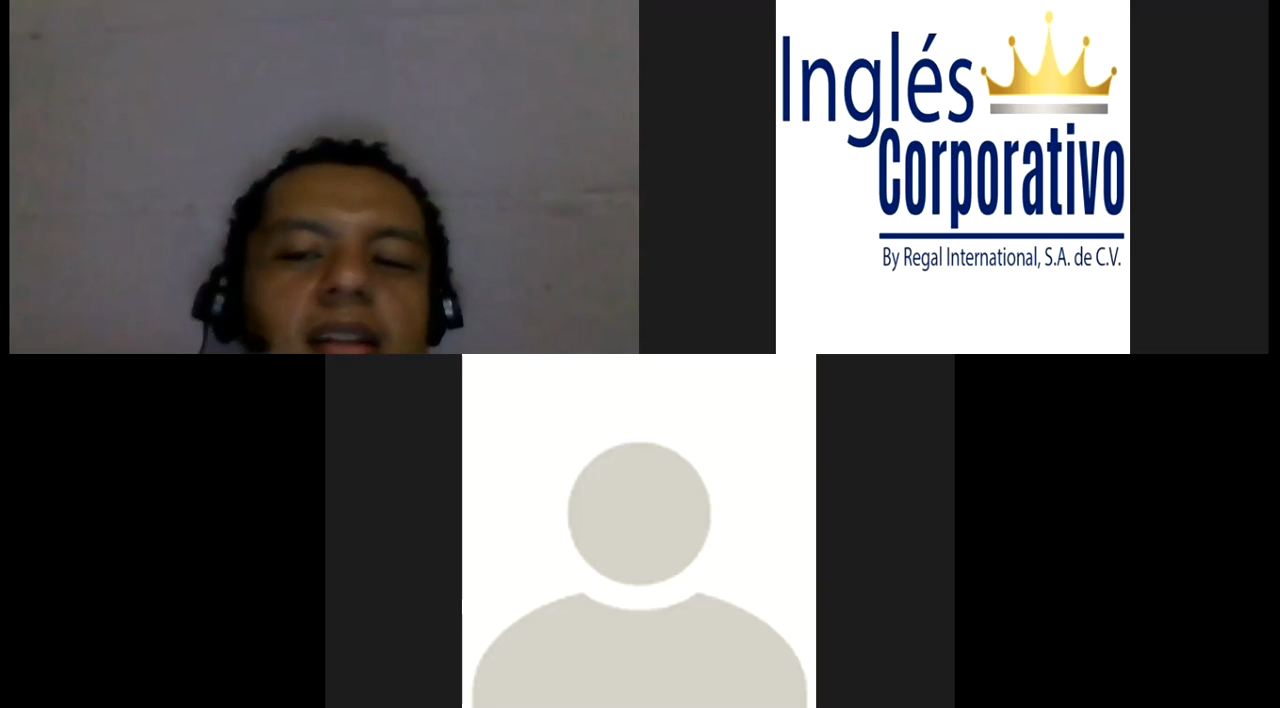 Inglés
Corporativo
By Regal International, S.A. de C.V.